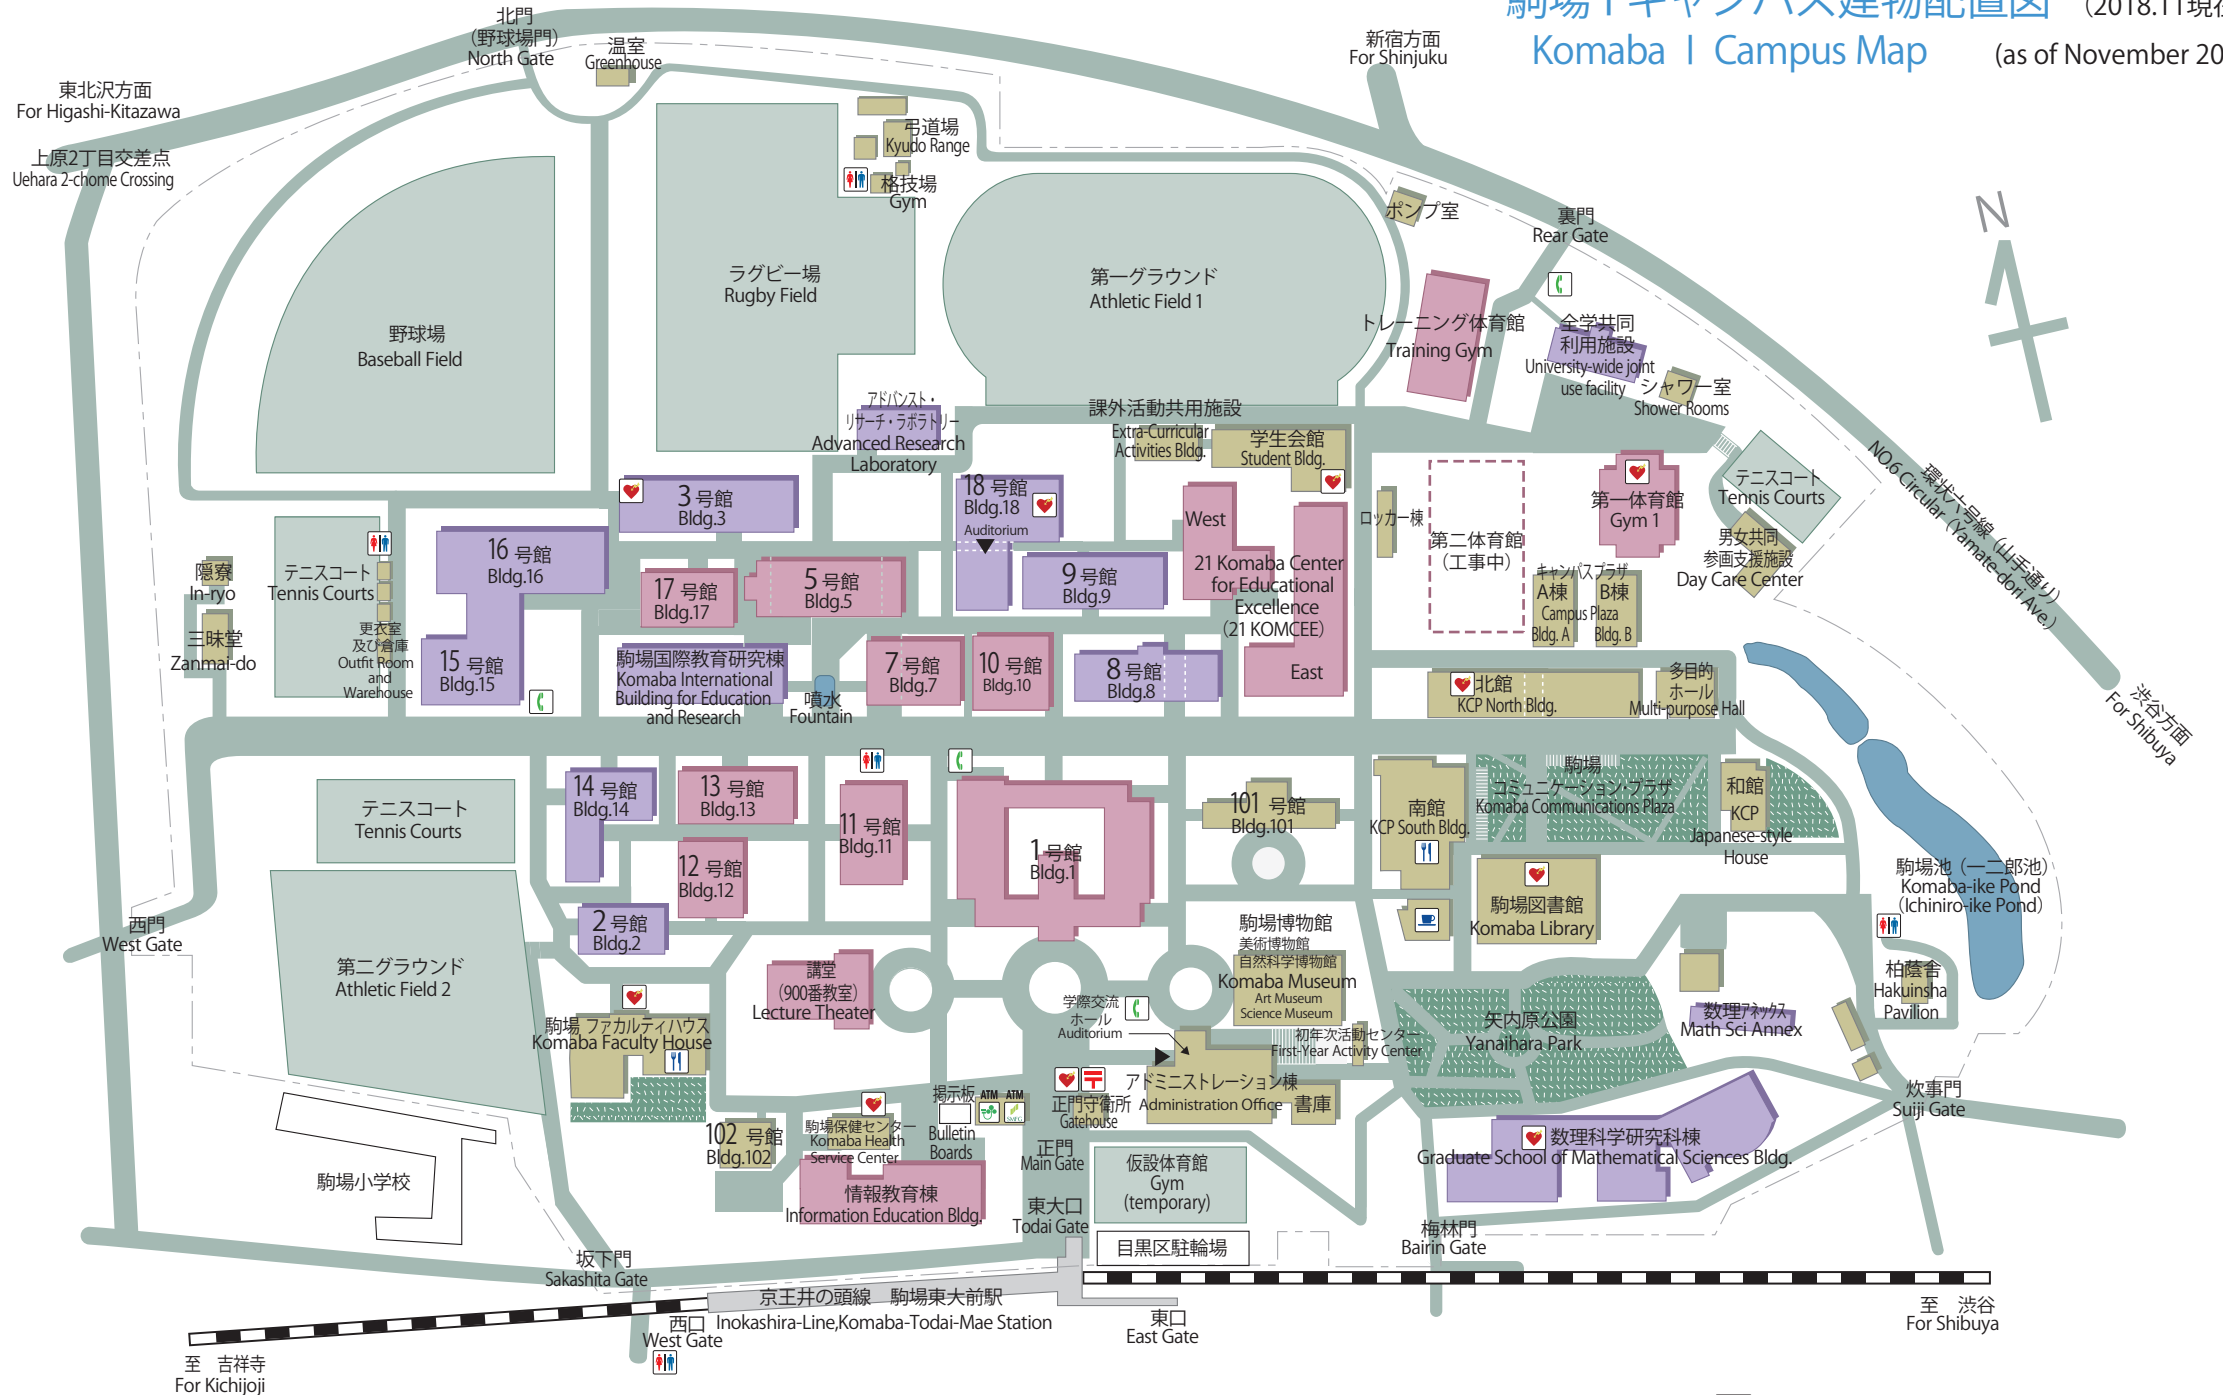 駒場Ⅰキャンパス建物配置図 (2018.11現在
Komaba Ⅰ Campus Map (as of November 20
北門
(野球場門)
North Gate
温室
Greenhouse
新宿方面
For Shinjuku
東北沢方面
For Higashi-Kitazawa
上原2丁目交差点
Uehara 2-chome Crossing
弓道場
Kyudo Range
格技場
Gym
ポンプ室
裏門
Rear Gate
N
ラグビー場
Rugby Field
第一グラウンド
Athletic Field 1
野球場
Baseball Field
トレーニング体育館
Training Gym
全学共同
利用施設
University-wide joint
use facility
シャワー室
Shower Rooms
アドバンスト・
リサーチ・ラボラトリー
Advanced Research
Laboratory
課外活動共用施設
Extra-Curricular
Activities Bldg.
学生会館
Student Bldg.
環状六号線(山手通り)
NO.6 Circular (Yamate-dori Ave.)
テニスコート
Tennis Courts
3 号館
Bldg.3
18 号館
Bldg.18
Auditorium
West
ロッカー棟
第二体育館
(工事中)
第一体育館
Gym 1
男女共同
参画支援施設
Day Care Center
16 号館
Bldg.16
隠寮
In-ryo
テニスコート
Tennis Courts
17 号館
Bldg.17
5 号館
Bldg.5
9 号館
Bldg.9
21 Komaba Center
for Educational
Excellence
(21 KOMCEE)
East
キャンパスプラザ
A棟
B棟
Campus Plaza
Bldg. A
Bldg. B
三昧堂
Zanmai-do
更衣室
及び倉庫
Outfit Room
and
Warehouse
15 号館
Bldg.15
駒場国際教育研究棟
Komaba International
Building for Education
and Research
噴水
Fountain
7 号館
Bldg.7
10 号館
Bldg.10
8 号館
Bldg.8
北館
KCP North Bldg.
多目的
ホール
Multi-purpose Hall
渋谷方面
For Shibuya
テニスコート
Tennis Courts
14 号館
Bldg.14
13 号館
Bldg.13
11 号館
Bldg.11
12 号館
Bldg.12
1 号館
Bldg.1
101 号館
Bldg.101
南館
KCP South Bldg.
駒場
コミュニケーション・プラザ
Komaba Communications Plaza
和館
KCP
Japanese-style
House
駒場池(一二郎池)
Komaba-ike Pond
(Ichiniro-ike Pond)
西門
West Gate
2 号館
Bldg.2
駒場図書館
Komaba Library
第二グラウンド
Athletic Field 2
講堂
(900番教室)
Lecture Theater
駒場博物館
美術博物館
自然科学博物館
Komaba Museum
Art Museum
Science Museum
柏蔭舎
Hakuinsha
Pavilion
駒場 ファカルティハウス
Komaba Faculty House
学際交流
ホール
Auditorium
初年次活動センター
First-Year Activity Center
矢内原公園
Yanaihara Park
数理アネックス
Math Sci Annex
アドミニストレーション棟
Administration Office
書庫
掲示板
Bulletin
Boards
ATM
ATM
SMFG
正門守衛所
Gatehouse
炊事門
Suiji Gate
102 号館
Bldg.102
駒場保健センター
Komaba Health
Service Center
正門
Main Gate
仮設体育館
Gym
(temporary)
数理科学研究科棟
Graduate School of Mathematical Sciences Bldg.
駒場小学校
情報教育棟
Information Education Bldg.
東大口
Todai Gate
目黒区駐輪場
梅林門
Bairin Gate
坂下門
Sakashita Gate
京王井の頭線 駒場東大前駅
Inokashira-Line,Komaba-Todai-Mae Station
西口
West Gate
東口
East Gate
至 渋谷
For Shibuya
至 吉祥寺
For Kichijoji